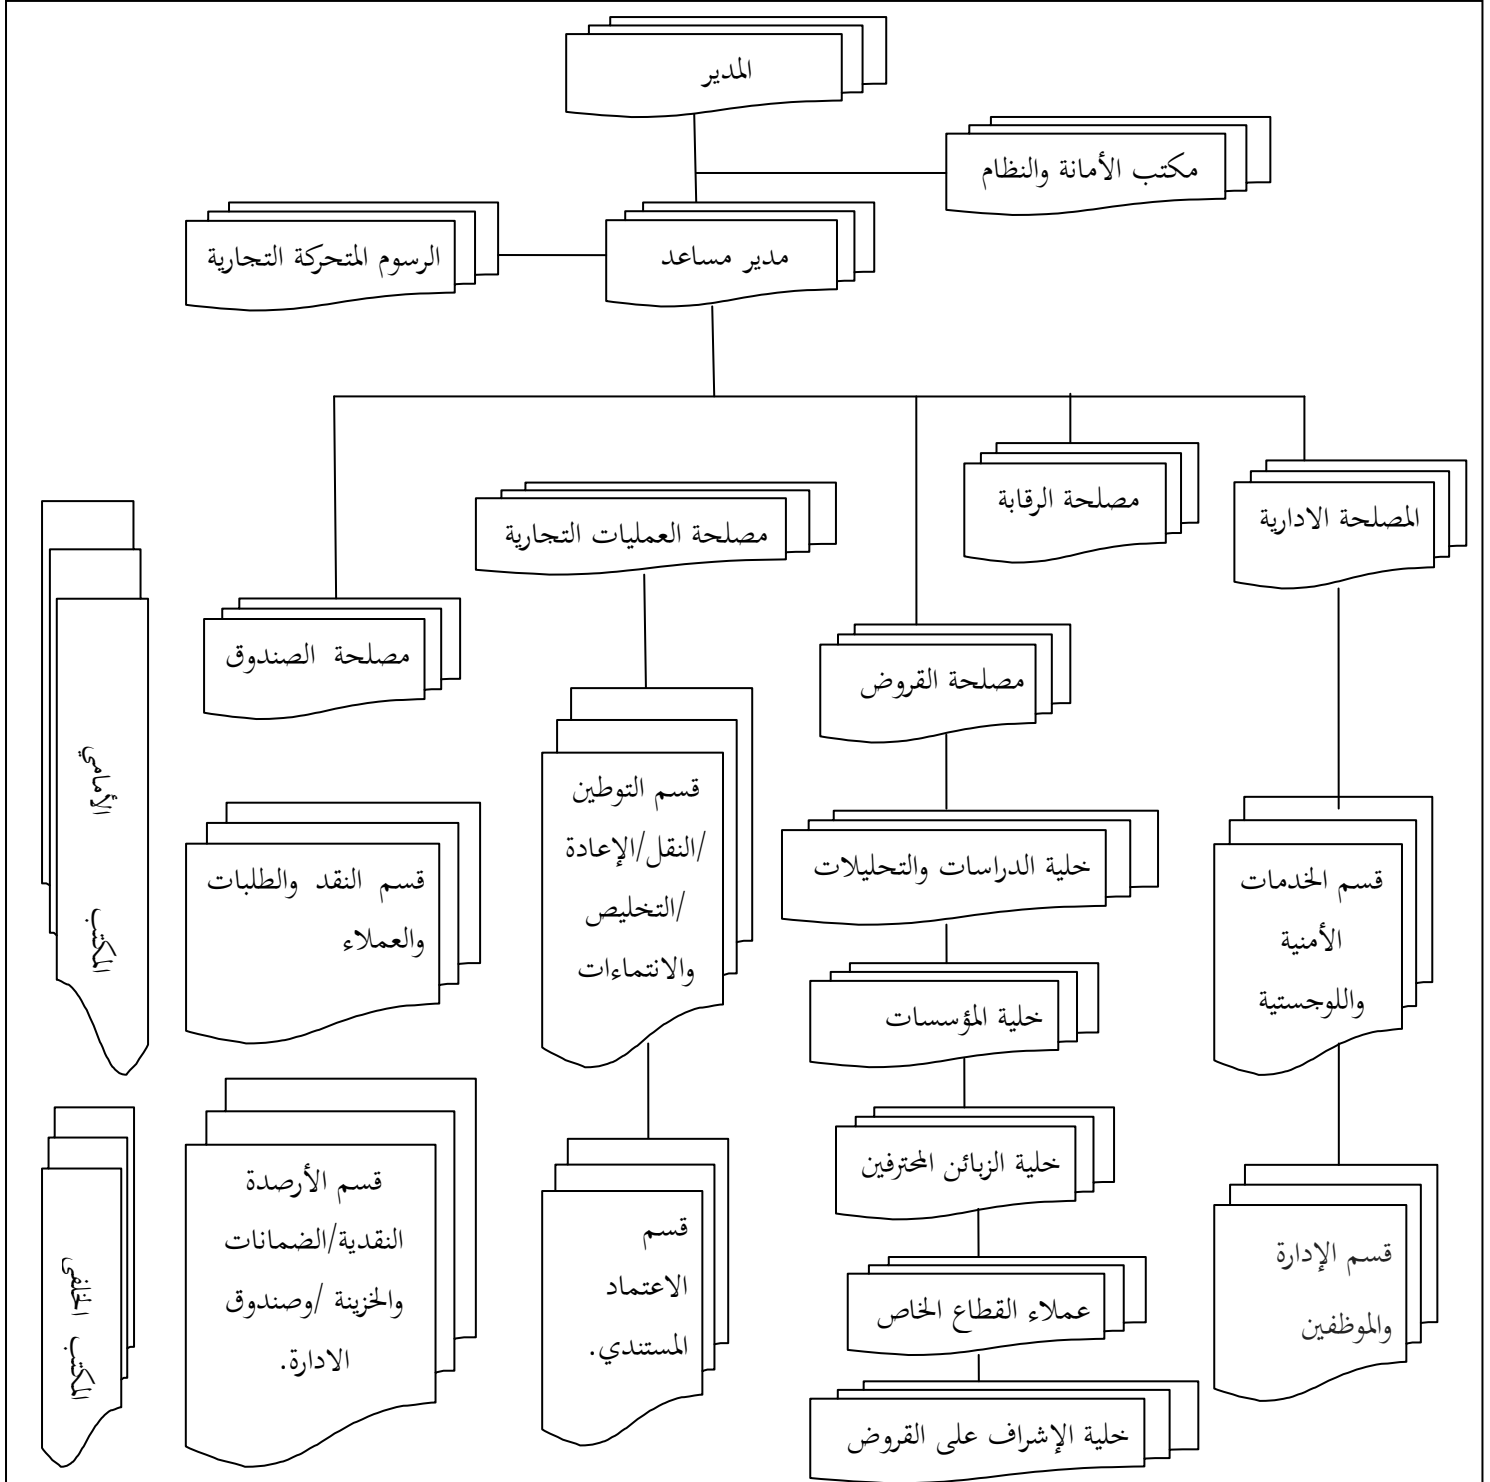 المدير
مكتب الأمانة والنظام
مدير مساعد
الرسوم المتحركة التجارية
المصلحة الادارية
مصلحة الرقابة
مصلحة العمليات التجارية
مصلحة الصندوق
مصلحة القروض
قسم الخدمات
الأمنية
واللوجستية
قسم الإدارة
والموظفين
خلية الدراسات والتحليلات
خلية المؤسسات
خلية الزبائن المحترفين
عملاء القطاع الخاص
خلية الإشراف على القروض
قسم التوطين
/النقل/الإعادة
/التخليص
والانتماءات
قسم
الاعتماد
المستندي.
قسم النقد والطلبات
والعملاء
قسم الأرصدة
النقدية/الضمانات
والخزينة /وصندوق
الادارة.
المكتب الأمامي
المكتب الخلفى